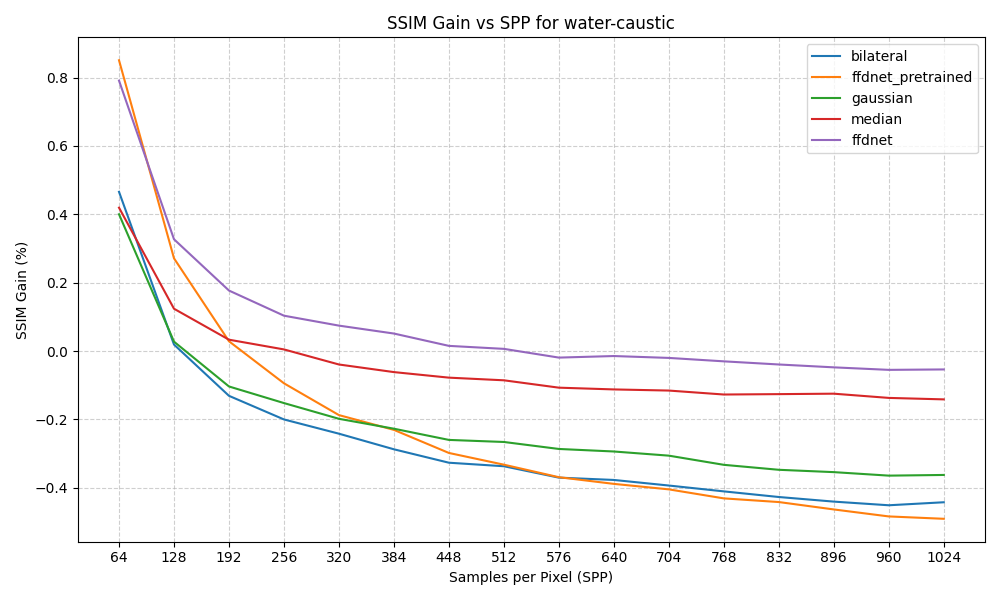 SSIM Gain vs SPP for water-caustic
SSIM Gain (%)
0.8
0.6
0.4
0.2
0.0
−0.2
−0.4
bilateral
ffdnet_pretrained
gaussian
median
ffdnet
64 128 192 256 320 384 448 512 576 640 704 768 832 896 960 1024
Samples per Pixel (SPP)